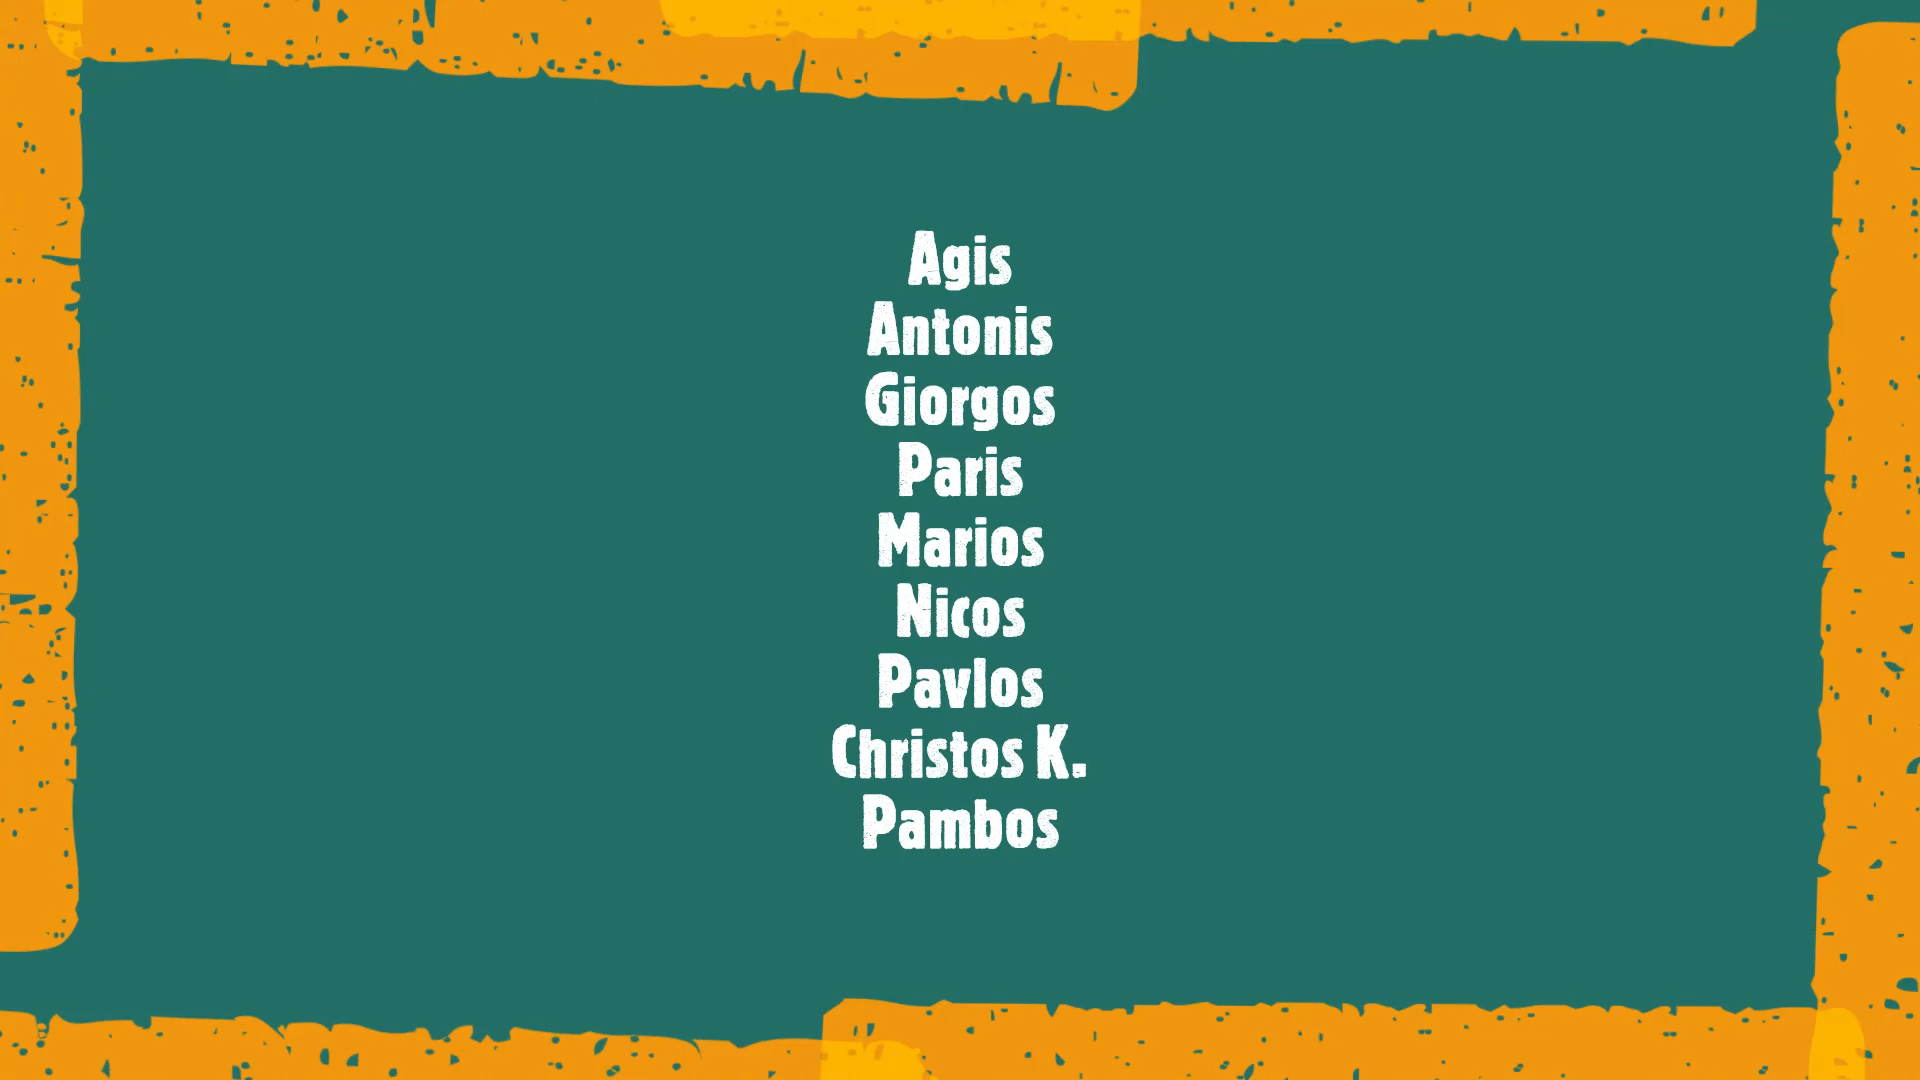 Agis
Antonis
Giorgos
Paris
Marios
Nicos
Pavlos
Christos K.
Pambos